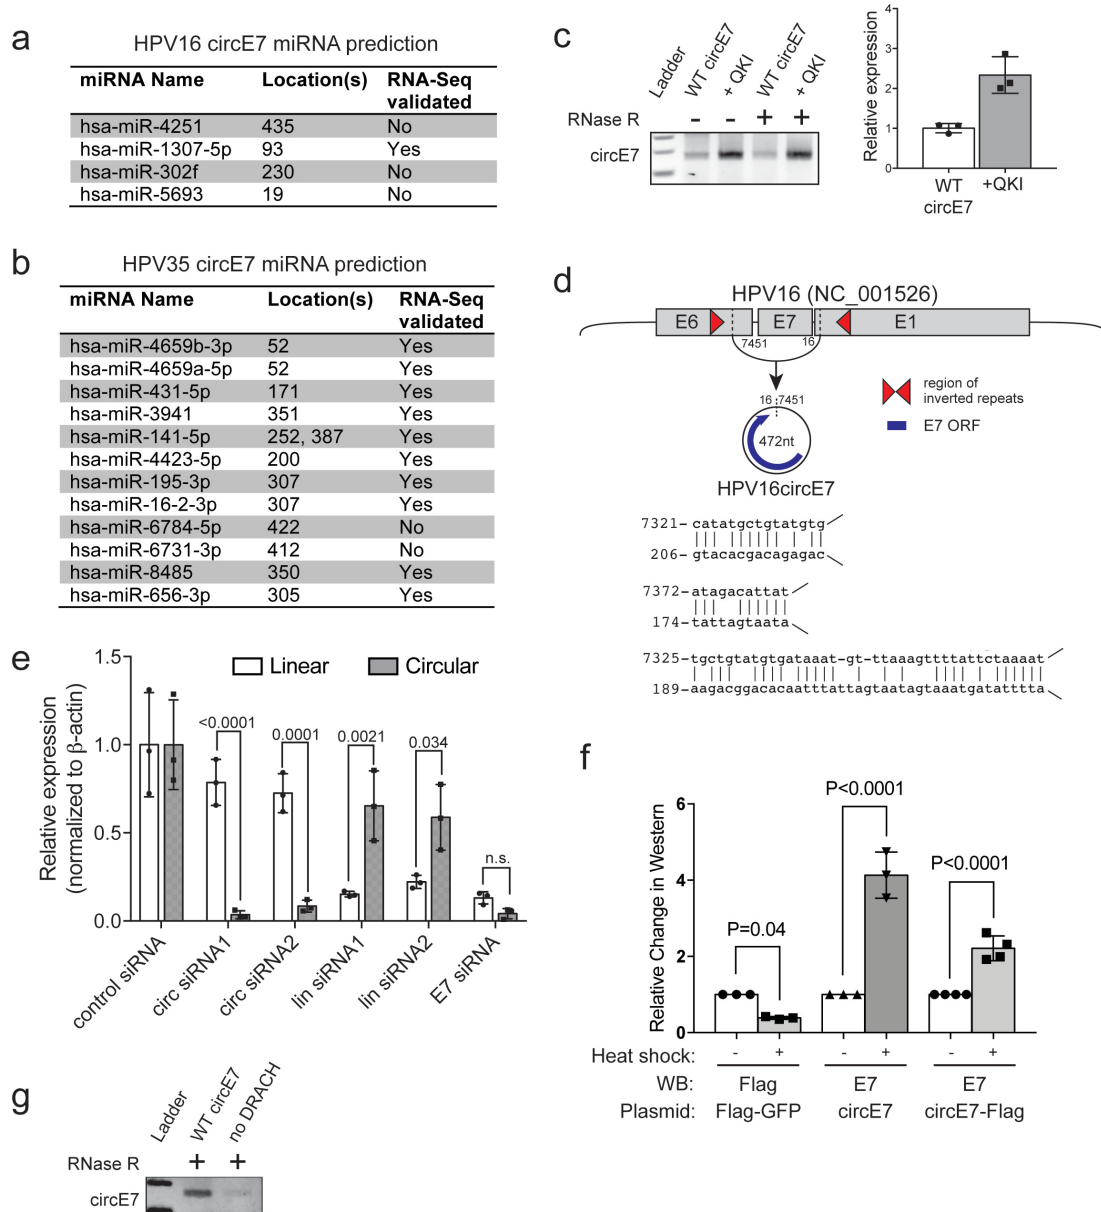 a
HPV16 circE7 miRNA prediction
miRNA Name Location(s) RNA-Seq validated
hsa-miR-4251 435 No
hsa-miR-1307-5p 93 Yes
hsa-miR-302f 230 No
hsa-miR-5693 19 No
b
HPV35 circE7 miRNA prediction
miRNA Name Location(s) RNA-Seq validated
hsa-miR-4659b-3p 52 Yes
hsa-miR-4659a-5p 52 Yes
hsa-miR-431-5p 171 Yes
hsa-miR-3941 351 Yes
hsa-miR-141-5p 252, 387 Yes
hsa-miR-4423-5p 200 Yes
hsa-miR-195-3p 307 Yes
hsa-miR-16-2-3p 307 Yes
hsa-miR-6784-5p 422 No
hsa-miR-6731-3p 412 No
hsa-miR-8485 350 Yes
hsa-miR-656-3p 305 Yes
c
Ladder WT circE7 + QKI WT circE7 + QKI
RNase R - - + +
circE7
Relative expression
4
3
2
1
0
WT circE7 +QKI
d
HPV16 (NC_001526)
E6 E7 E1
7451 16
16 7451
472nt
HPV16circE7
region of
inverted repeats
E7 ORF
7321- catatgctgtatgtg
206- gtacacgacagagac
7372- atagacattat
174- tattagtaata
7325- tgctgtatgtgataaat-gt-ttaaagttttattctaaaat
189- aagacggacacaatttattagtaatagtaaatgatatttta
e
Relative expression
(normalized to β-actin)
1.5
1.0
0.5
0.0
Linear Circular
<0.0001 0.0001 0.0021 0.034 n.s.
control siRNA circ siRNA1 circ siRNA2 lin siRNA1 lin siRNA2 E7 siRNA
f
Relative Change in Western
6
4
2
0
P=0.04 P<0.0001 P<0.0001
Heat shock: - + - + - +
WB: Flag E7 E7
Plasmid: Flag-GFP circE7 circE7-Flag
g
Ladder WT circE7 no DRACH
RNase R + +
circE7